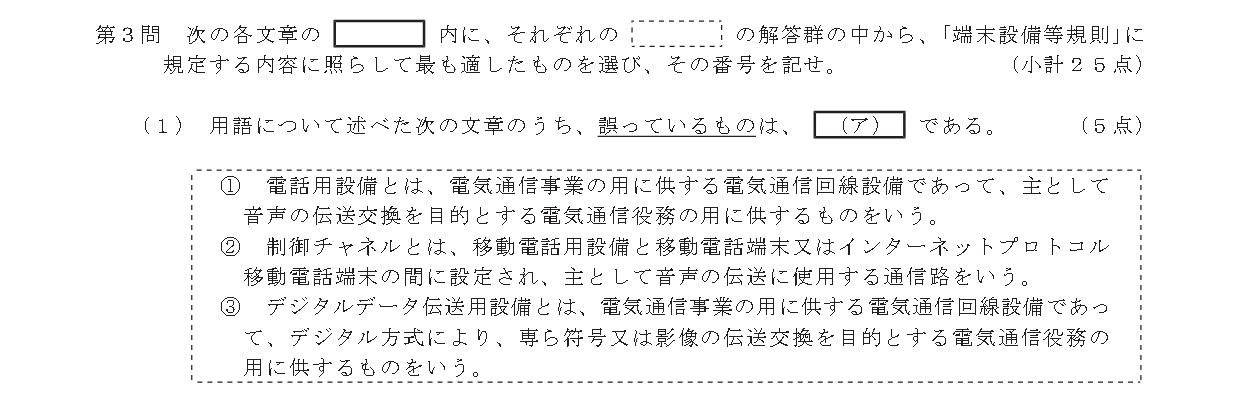 第３問　次の各文章の　　　　内に、それぞれの　　　　の解答群の中から、「端末設備等規則」に
規定する内容に照らして最も適したものを選び、その番号を記せ。　（小計２５点）
（１）　用語について述べた次の文章のうち、誤っているものは、（ア）である。　（５点）
①　電話用設備とは、電気通信事業の用に供する電気通信回線設備であって、主として
音声の伝送交換を目的とする電気通信役務の用に供するものをいう。
②　制御チャネルとは、移動電話用設備と移動電話端末又はインターネットプロトコル
移動電話端末の間に設定され、主として音声の伝送に使用する通信路をいう。
③　デジタルデータ伝送用設備とは、電気通信事業の用に供する電気通信回線設備であっ
て、デジタル方式により、専ら符号又は影像の伝送交換を目的とする電気通信役務の
用に供するものをいう。